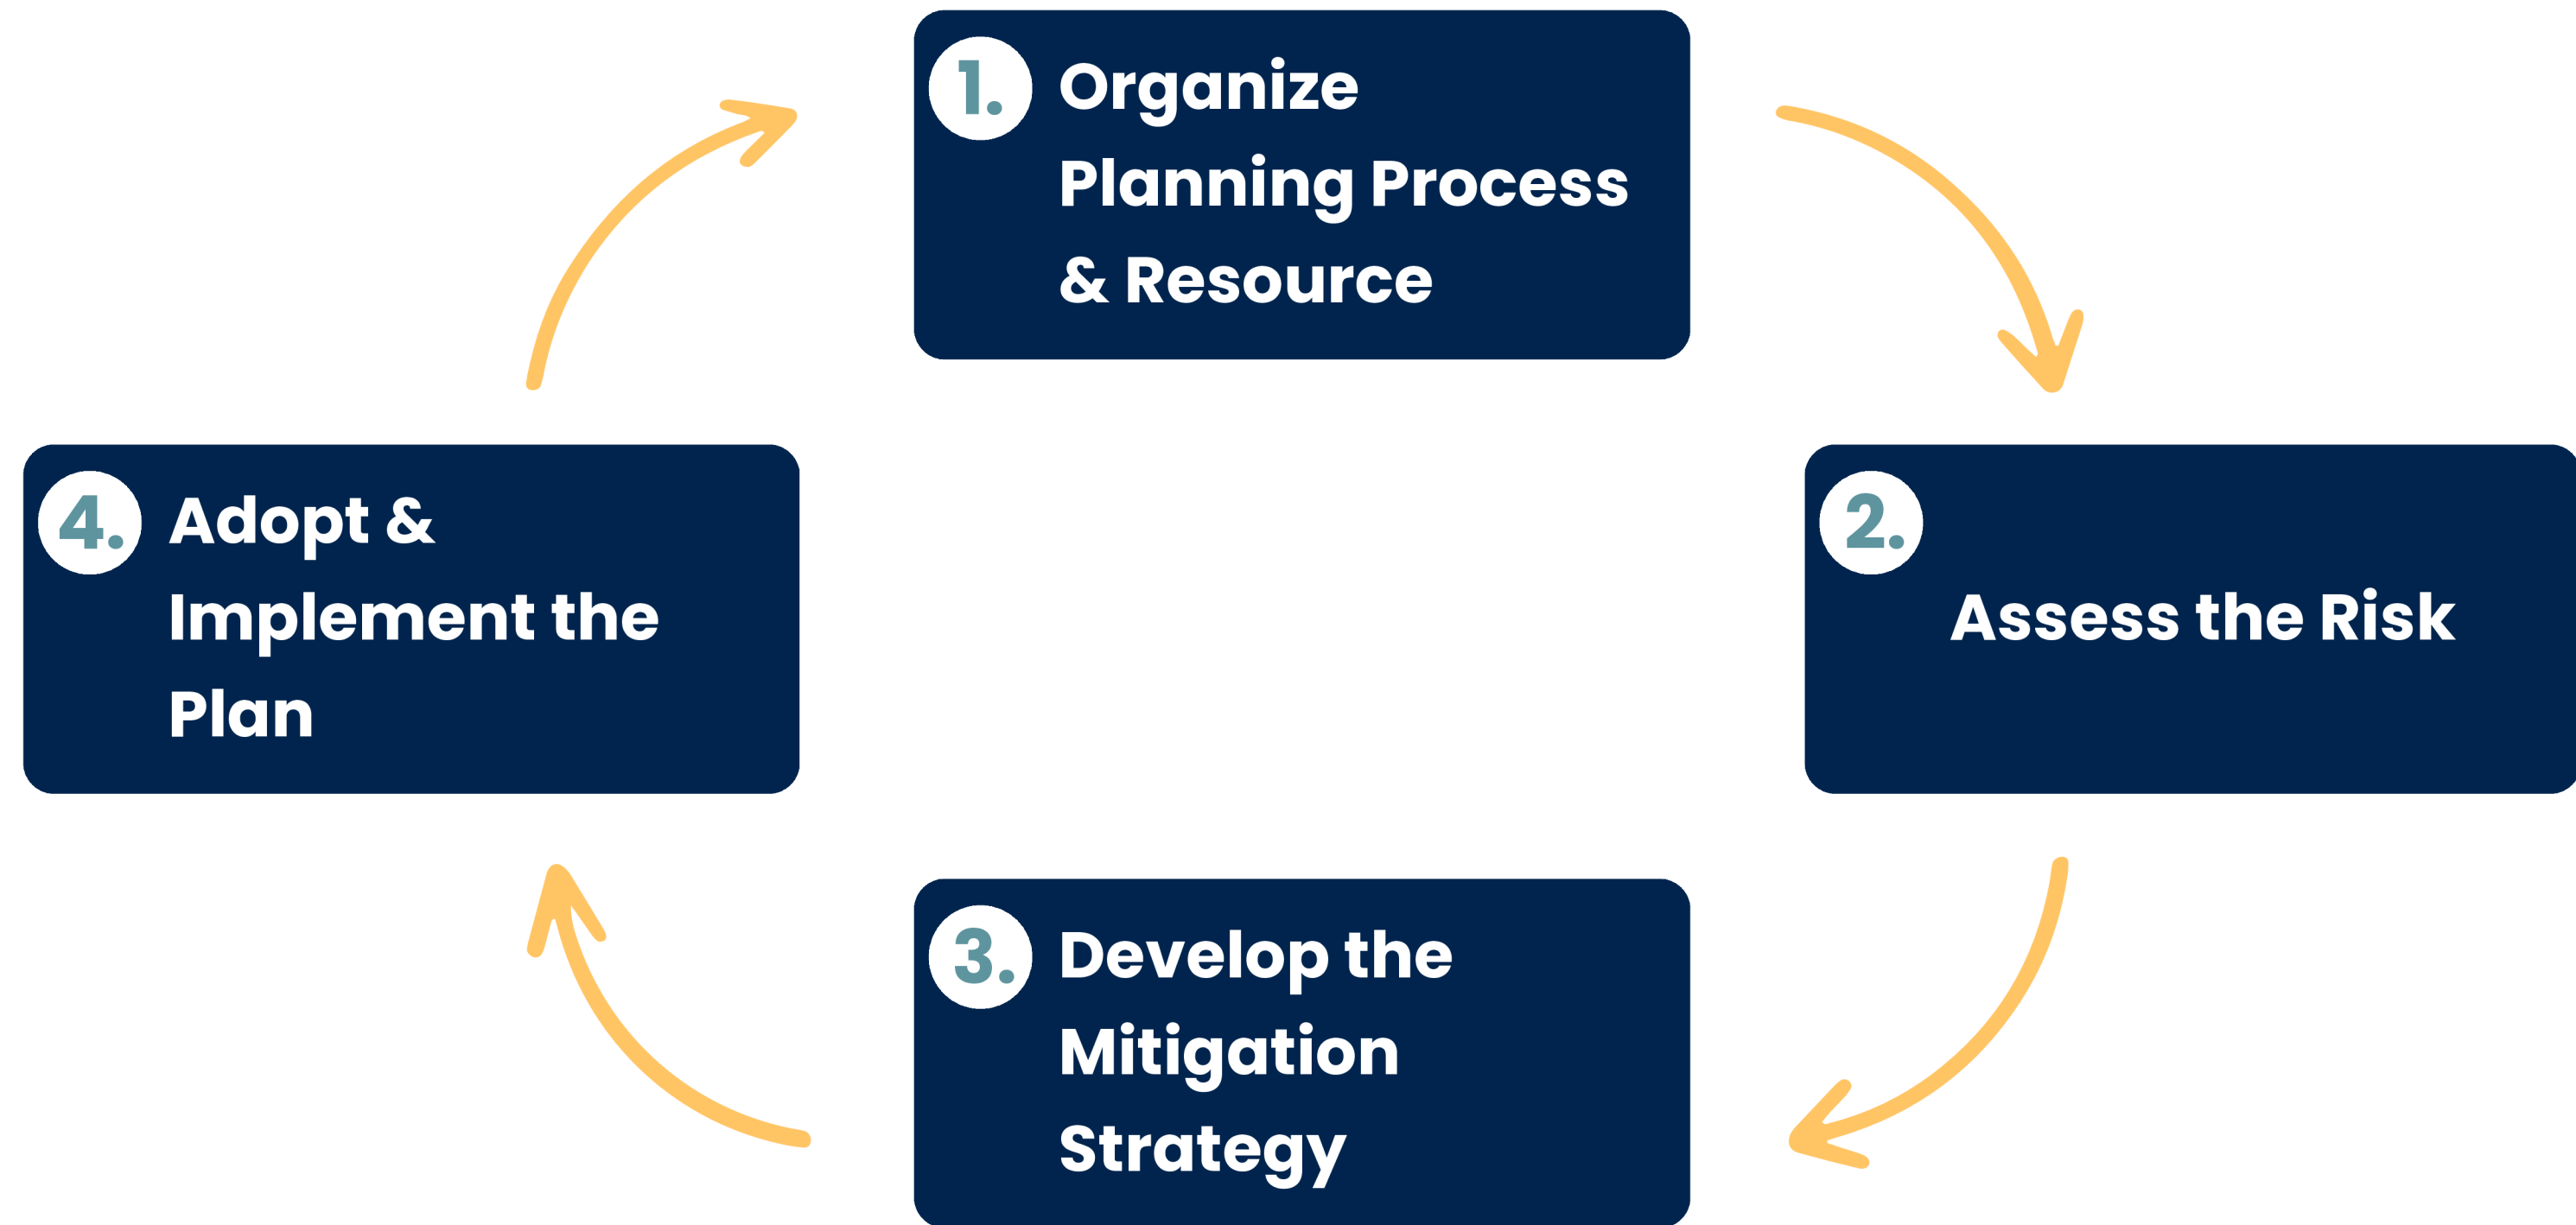 1. Organize
Planning Process
& Resource
2.
Assess the Risk
3. Develop the
Mitigation
Strategy
4. Adopt &
Implement the
Plan